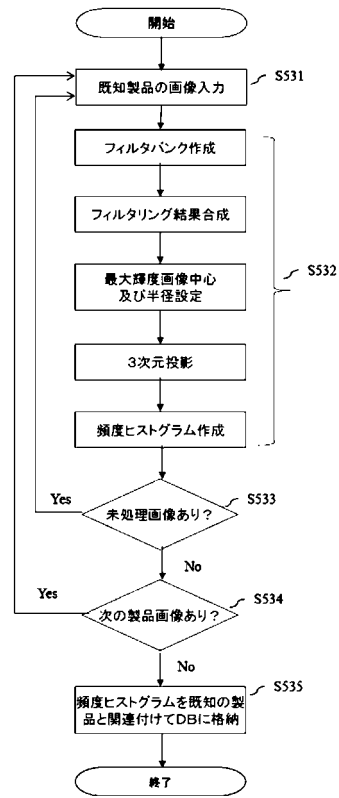 開始
既知製品の画像入力
S531
フィルタバンク作成
フィルタリング結果合成
最大輝度画像中心
及び半径設定
S532
3次元投影
頻度ヒストグラム作成
未処理画像あり?
S533
Yes
No
次の製品画像あり?
S534
Yes
No
頻度ヒストグラムを既知の製
品と関連付けてDBに格納
S535
終了